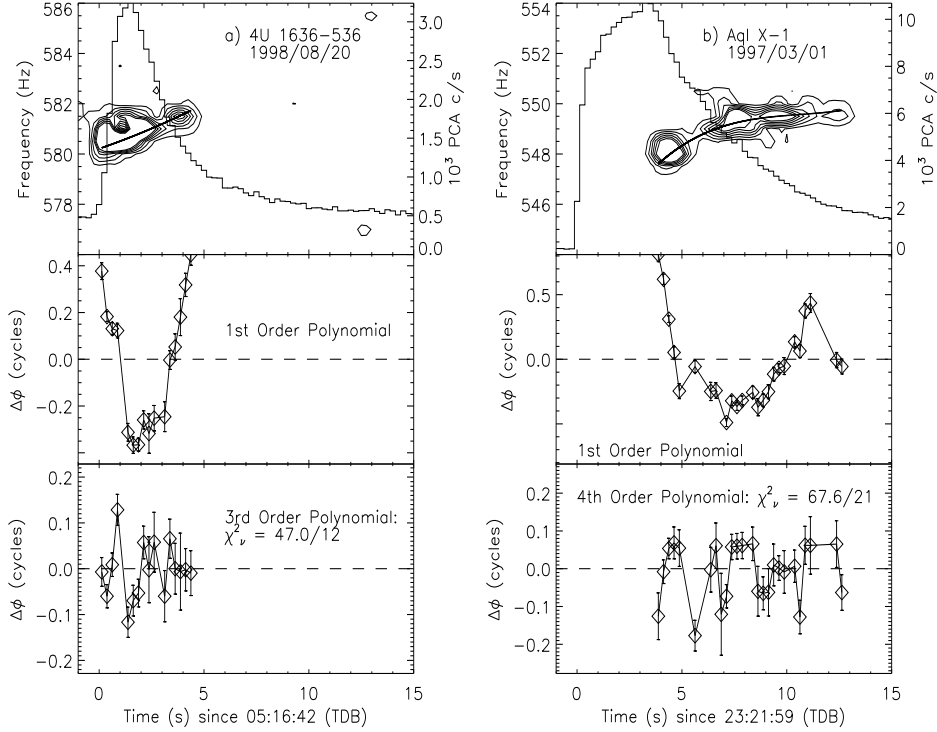 586
584
582
580
578
Frequency (Hz)
a) 4U 1636−536
1998/08/20
3.0
2.5
2.0
1.5
1.0
0.5
0.0
10³ PCA c/s
554
552
550
548
546
Frequency (Hz)
b) Aql X−1
1997/03/01
10
8
6
4
2
0
10³ PCA c/s
0.4
0.2
0.0
−0.2
Δϕ (cycles)
1st Order Polynomial
0.5
0.0
Δϕ (cycles)
1st Order Polynomial
0.2
0.1
0.0
−0.1
−0.2
Δϕ (cycles)
3rd Order Polynomial:
χ²ᵥ = 47.0/12
0 5 10 15
Time (s) since 05:16:42 (TDB)
0.2
0.1
0.0
−0.1
−0.2
Δϕ (cycles)
4th Order Polynomial: χ²ᵥ = 67.6/21
0 5 10 15
Time (s) since 23:21:59 (TDB)